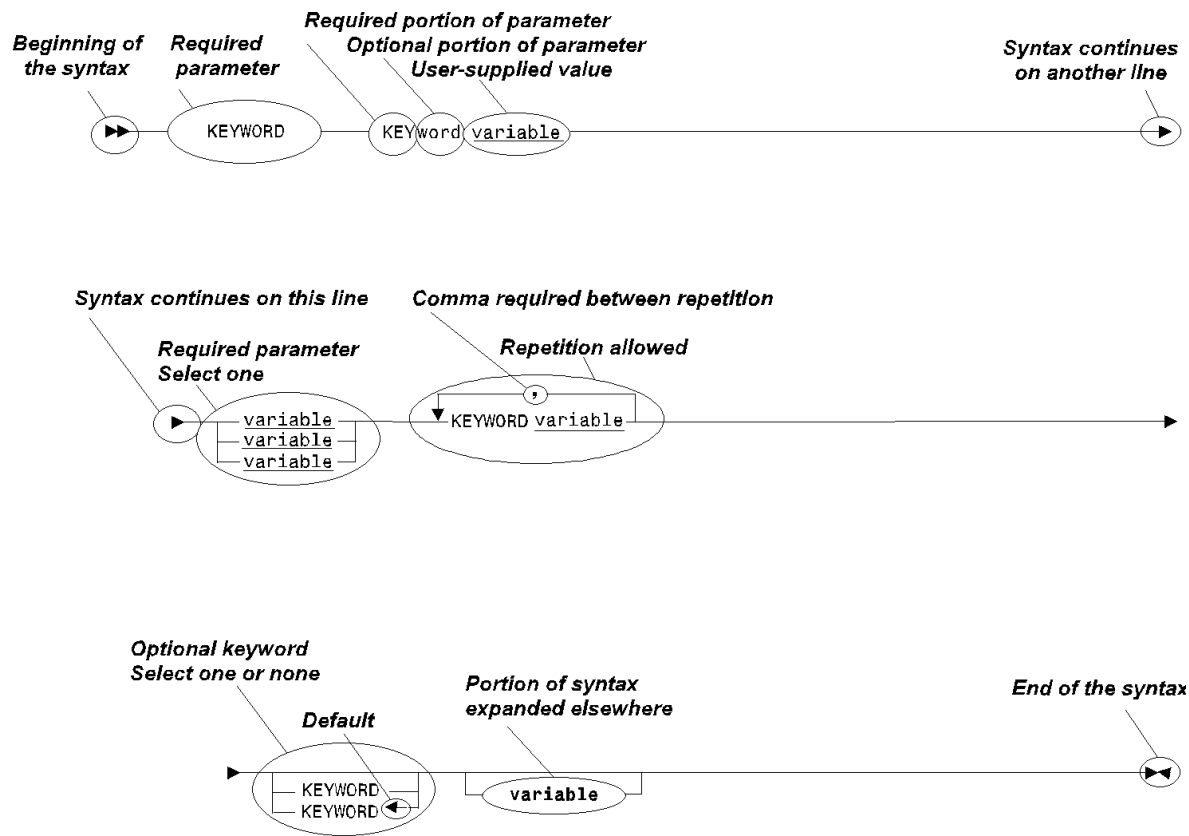 Required portion of parameter
Optional portion of parameter
User-supplied value
Beginning of
the syntax
Required
parameter
Syntax continues
on another line
KEYWORD
KEYword variable
Syntax continues on this line
Comma required between repetition
Required parameter
Select one
Repetition allowed
,
variable
variable
variable
KEYWORD variable
Optional keyword
Select one or none
Default
Portion of syntax
expanded elsewhere
End of the syntax
KEYWORD
KEYWORD
variable